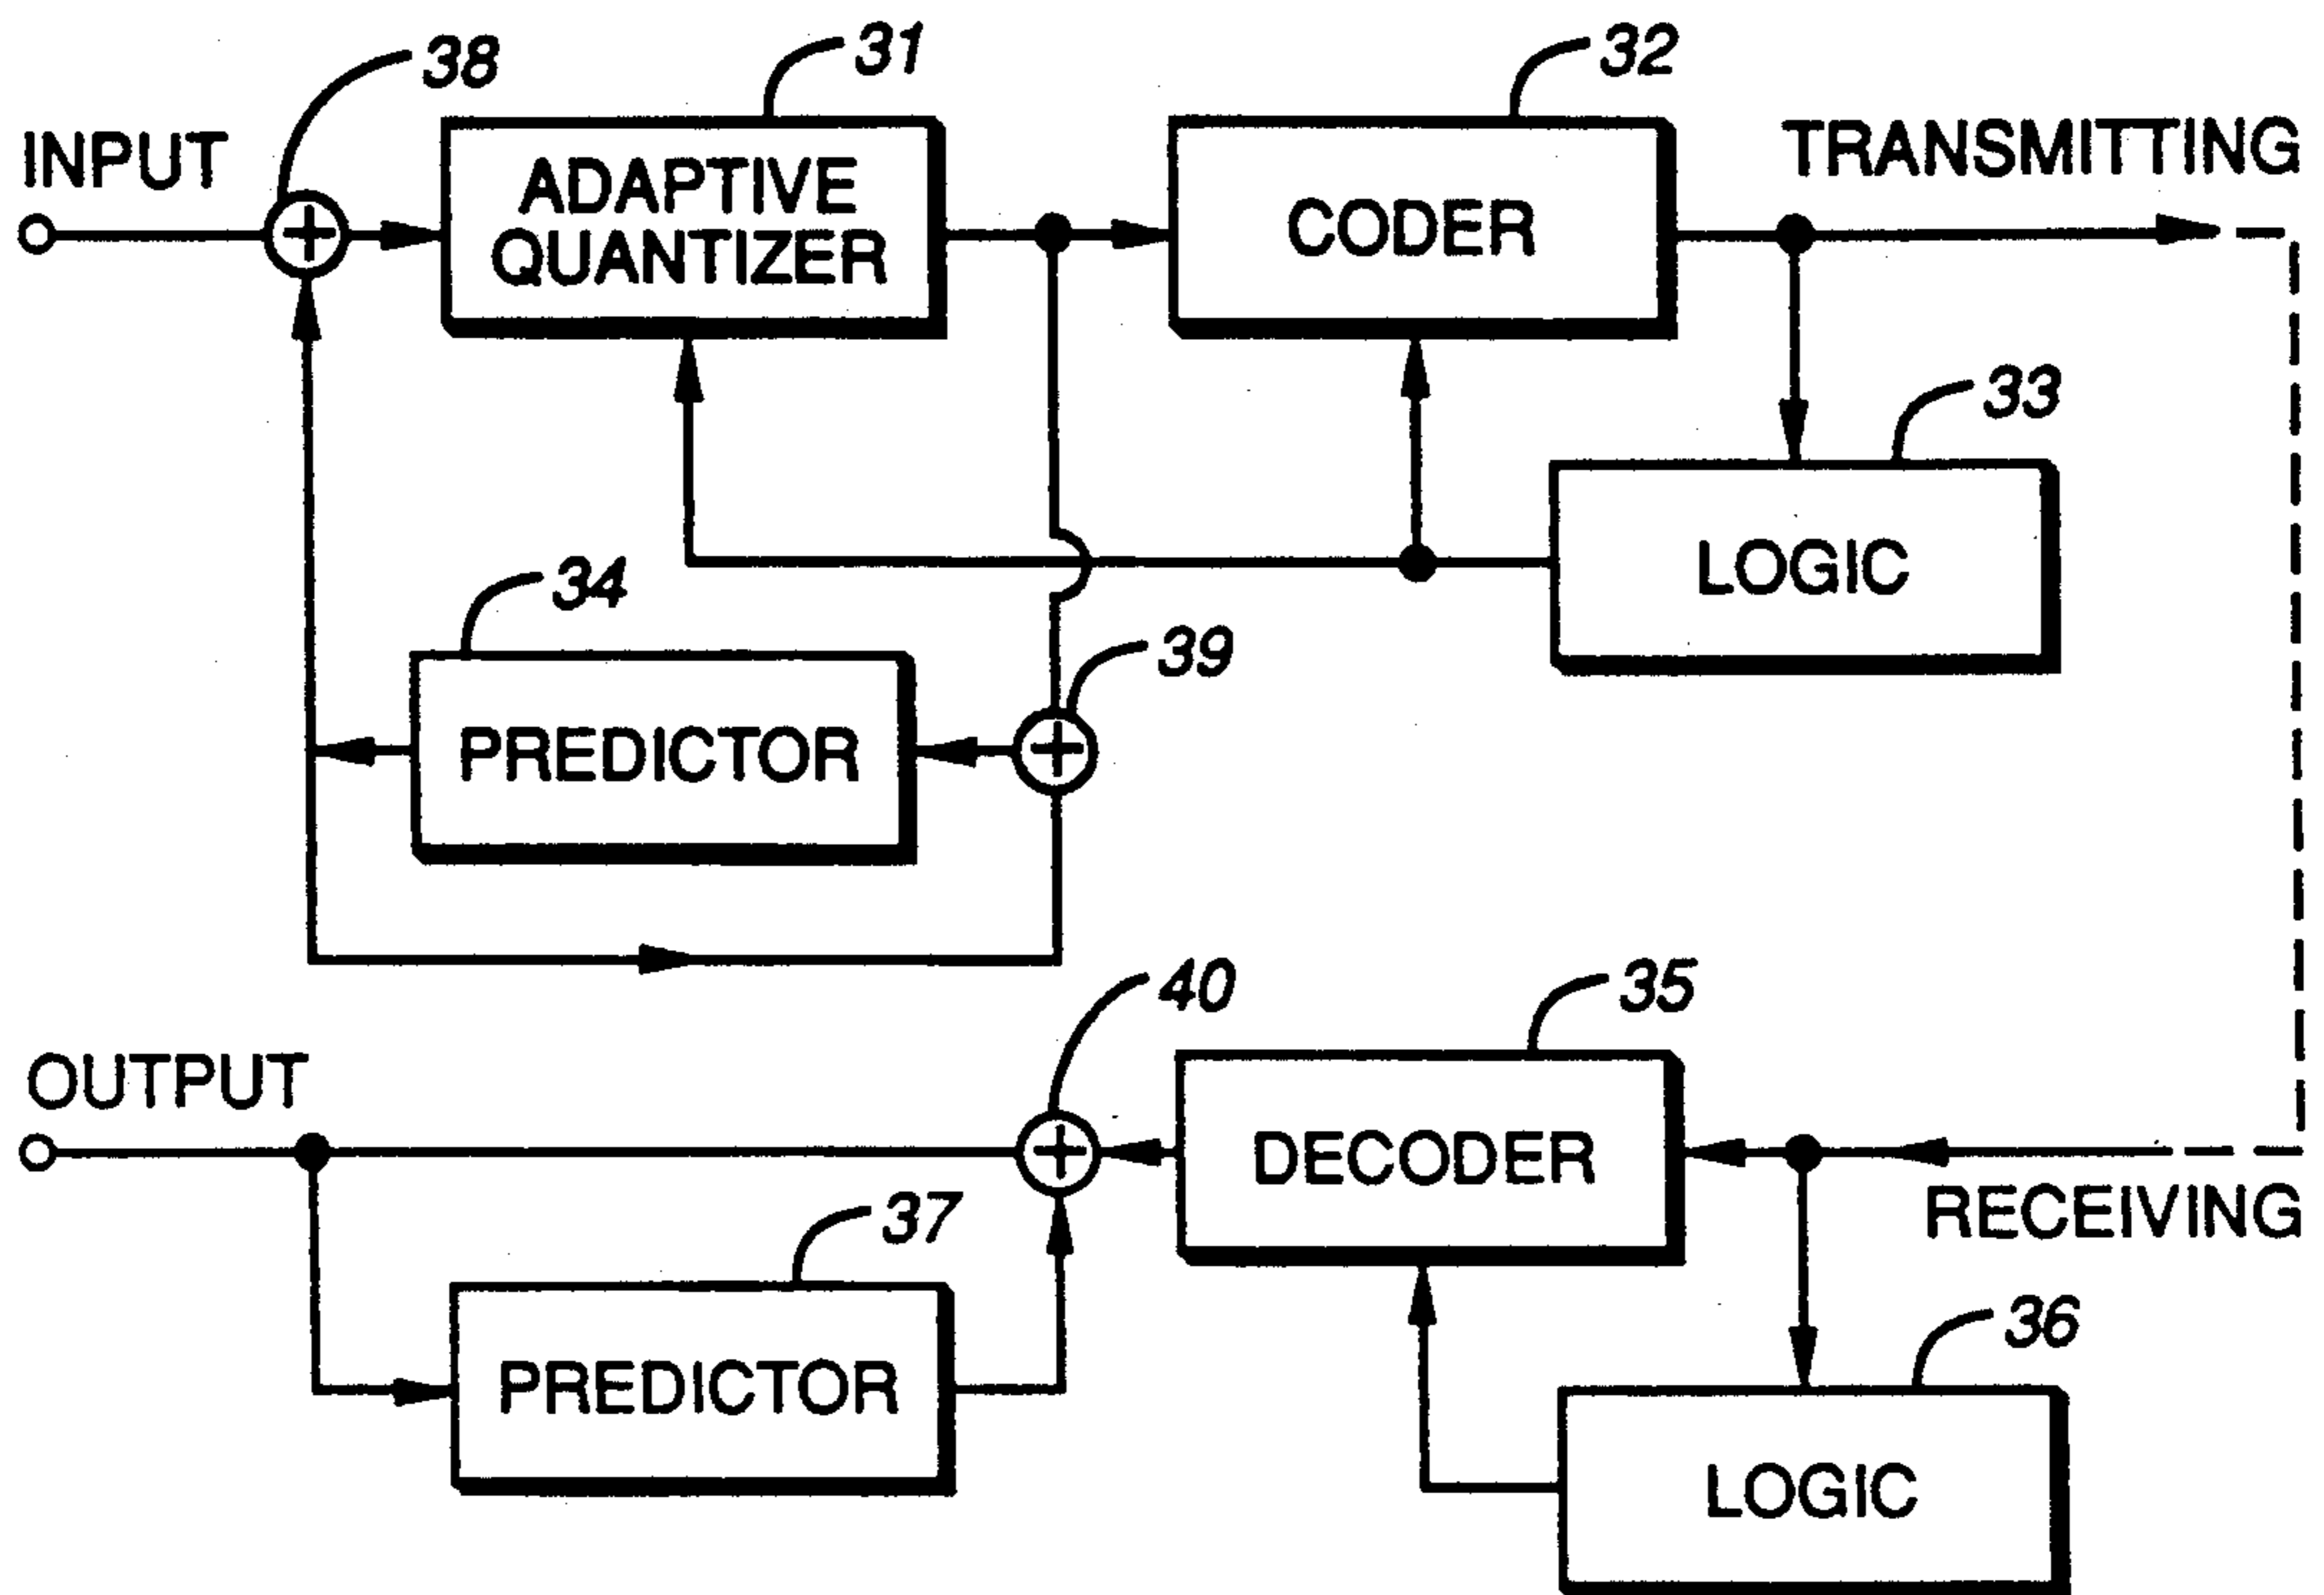 38
31
32
INPUT
ADAPTIVE
QUANTIZER
CODER
TRANSMITTING
33
LOGIC
34
PREDICTOR
39
40
35
OUTPUT
DECODER
RECEIVING
37
PREDICTOR
36
LOGIC